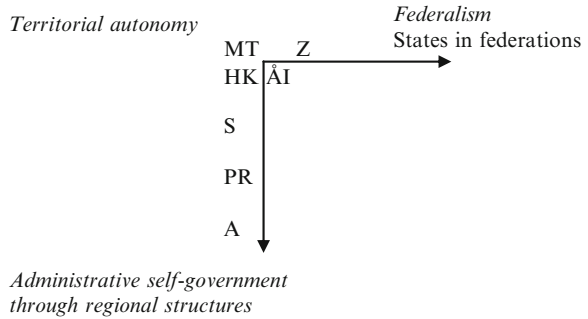 Territorial autonomy
Federalism
States in federations
MT Z
HK ÅI
S
PR
A
Administrative self-government
through regional structures